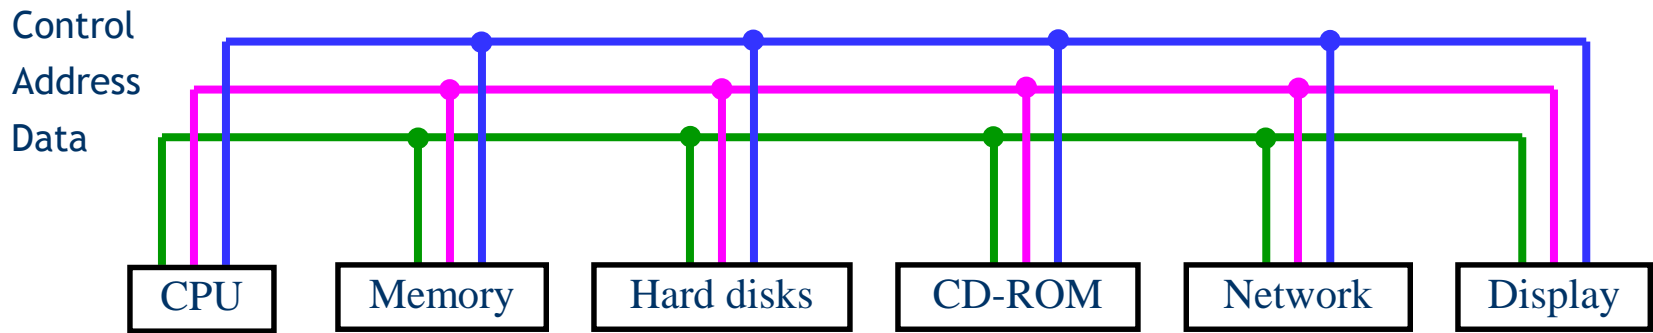 Control
Address
Data
CPU Memory Hard disks CD-ROM Network Display